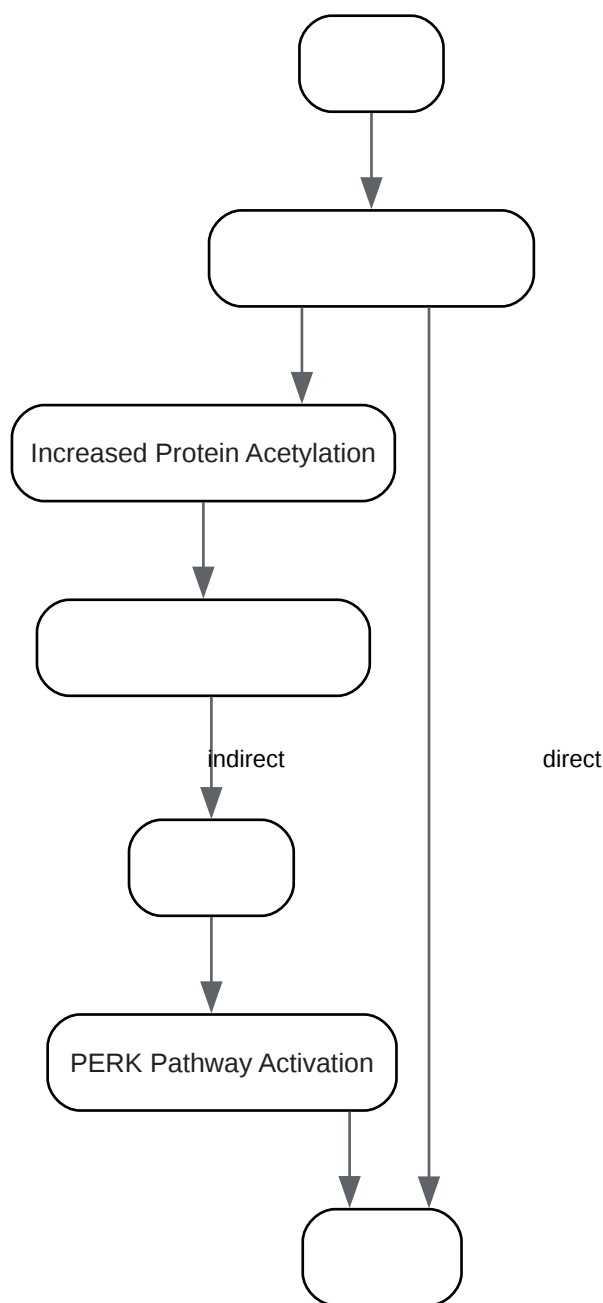 Increased Protein Acetylation
indirect
direct
PERK Pathway Activation